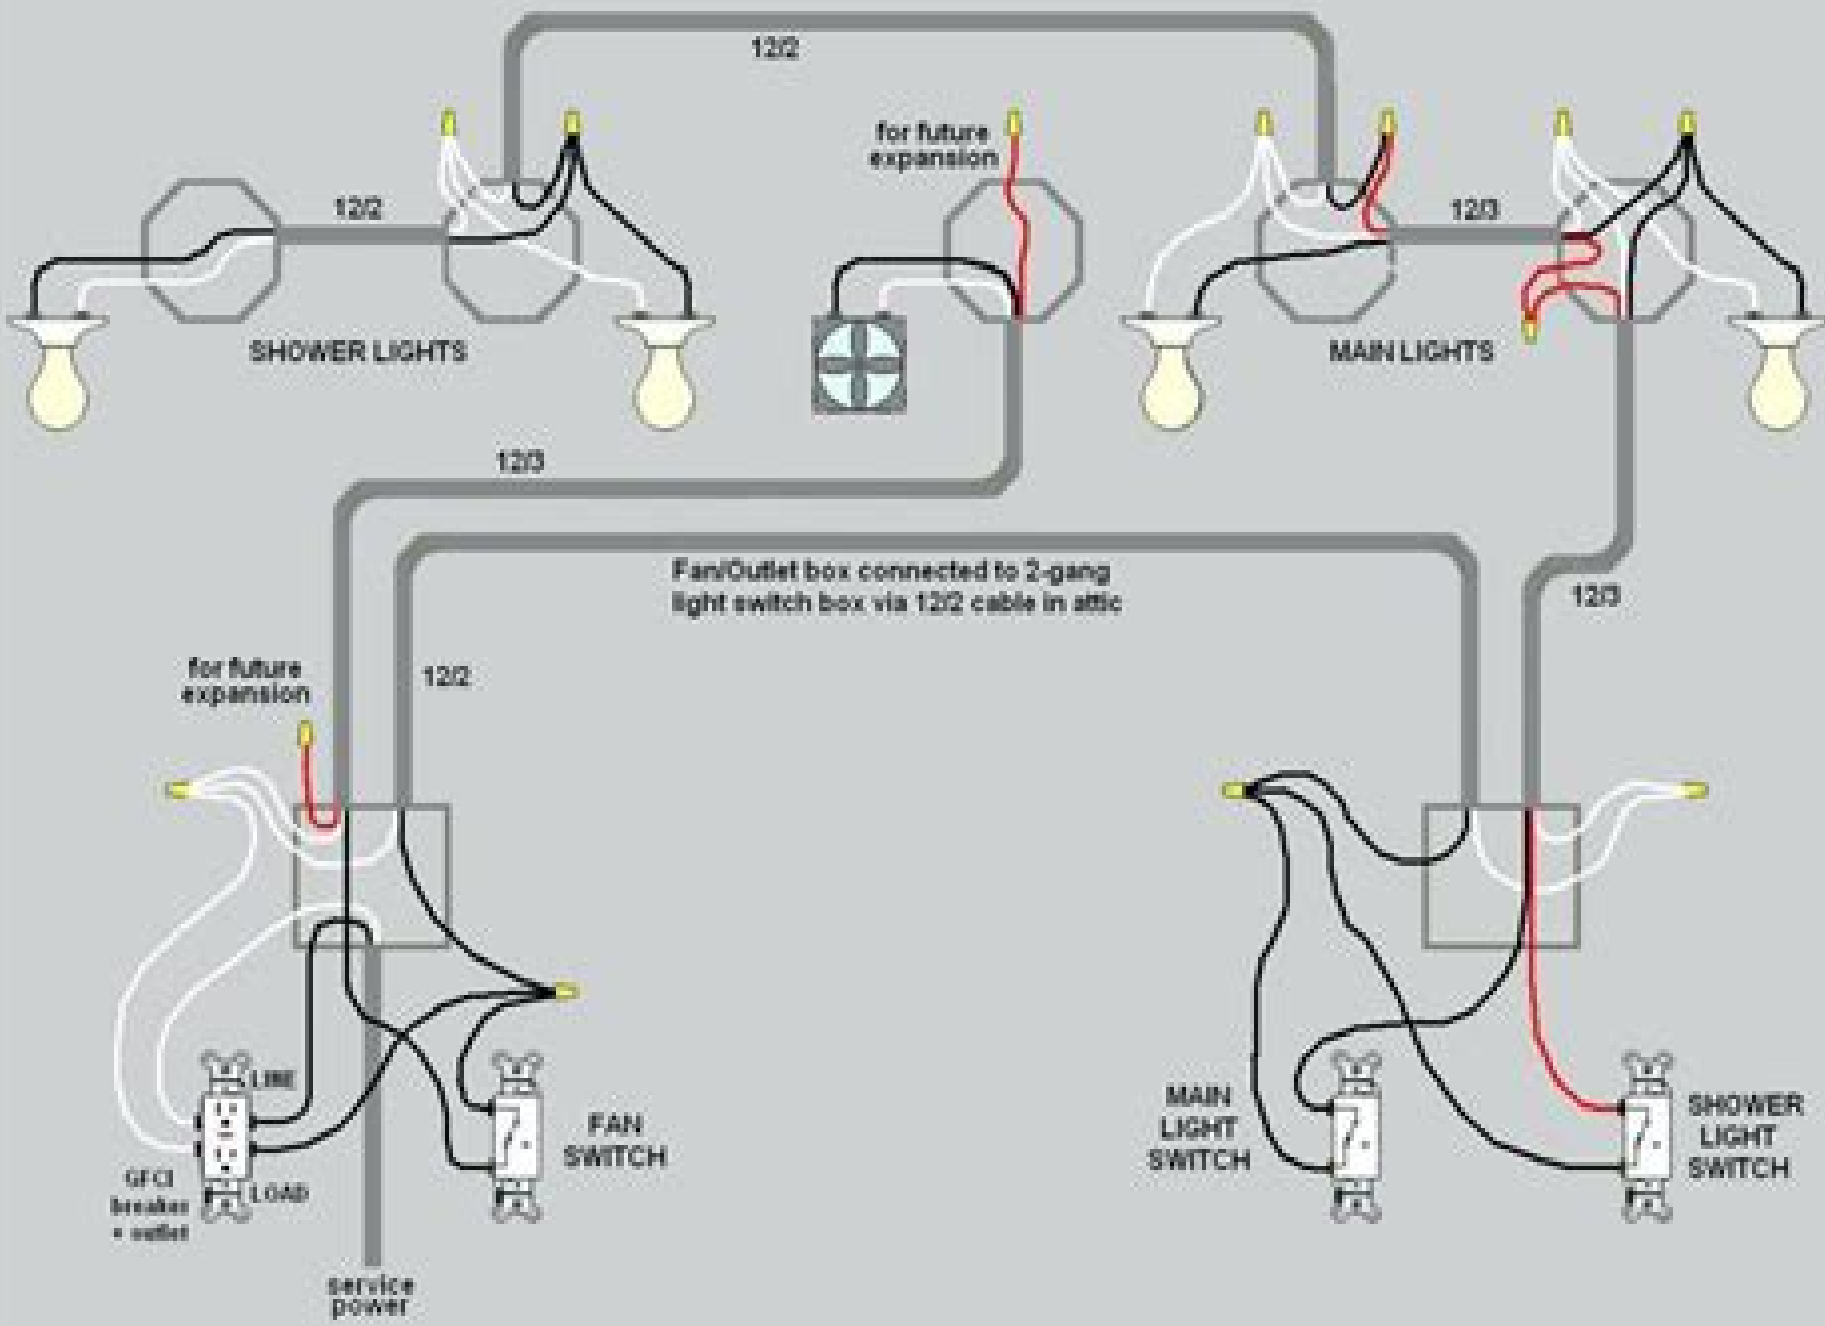 12/2
for future
expansion
12/2
12/3
SHOWER LIGHTS
MAIN LIGHTS
12/3
Fan/Outlet box connected to 2-gang
light switch box via 12/2 cable in attic
12/3
for future
expansion
12/2
LINE
FAN
SWITCH
MAIN
LIGHT
SWITCH
SHOWER
LIGHT
SWITCH
GFCI
breaker
+ outlet
LOAD
service
power